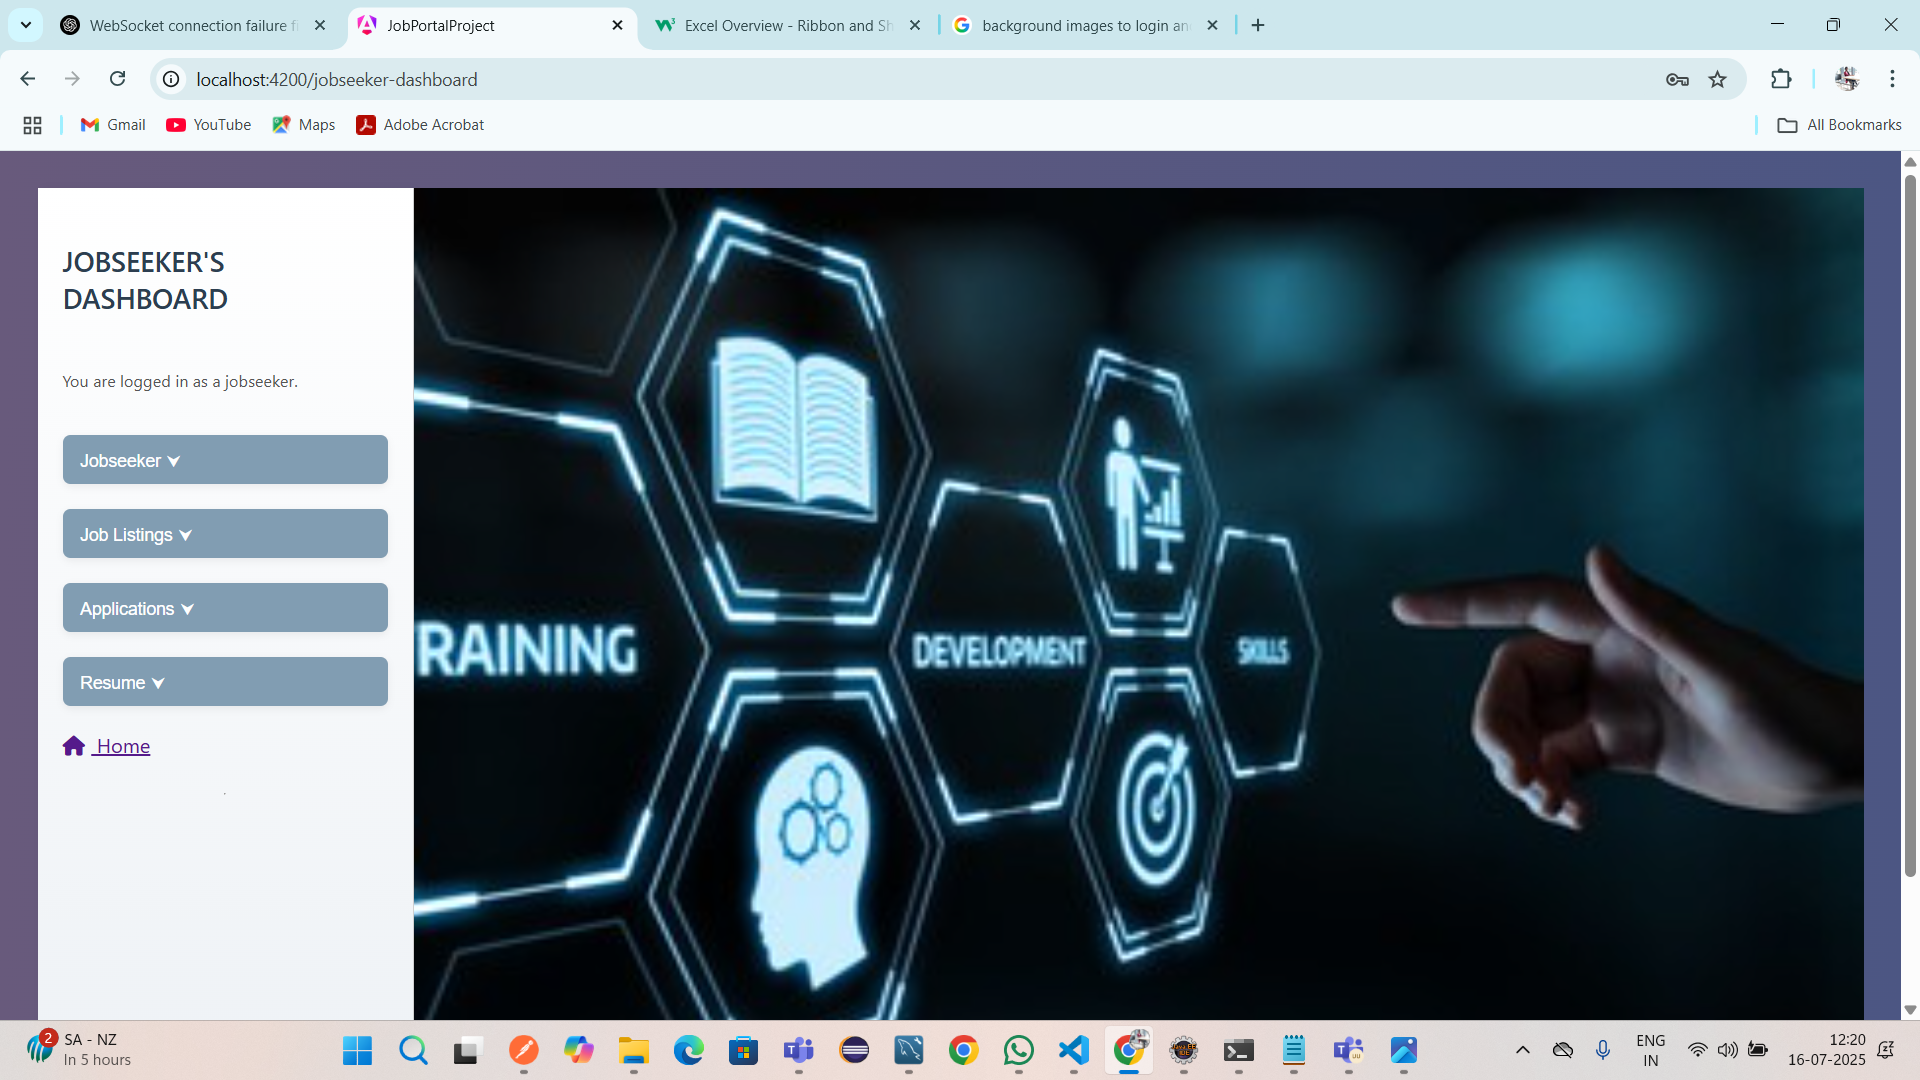 WebSocket connection failure fi
JobPortalProject
Excel Overview - Ribbon and Sh
background images to login and
localhost:4200/jobseeker-dashboard
Gmail
YouTube
Maps
Adobe Acrobat
All Bookmarks
JOBSEEKER'S
DASHBOARD
You are logged in as a jobseeker.
Jobseeker
Job Listings
Applications
Resume
Home
RAINING
DEVELOPMENT
SKILLS
2
SA - NZ
In 5 hours
ENG
IN
12:20
16-07-2025